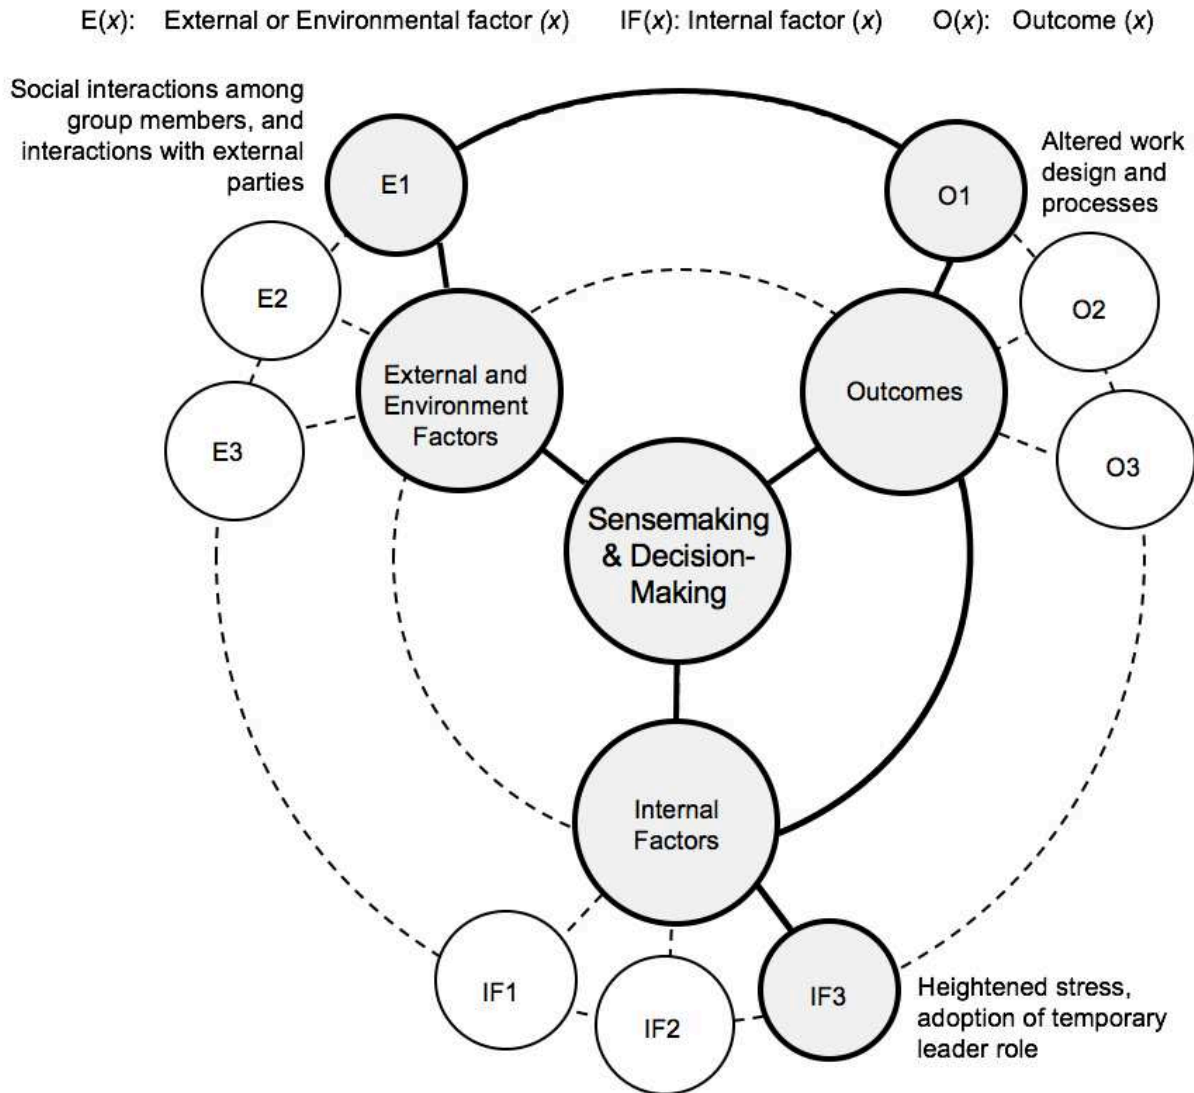 E(x): External or Environmental factor (x) IF(x): Internal factor (x) O(x): Outcome (x)
Social interactions among
group members, and
interactions with external
parties
E1
O1
Altered work
design and
processes
E2
O2
External and
Environment
Factors
Outcomes
E3
O3
Sensemaking
& Decision-
Making
Internal
Factors
IF1
IF2
IF3
Heightened stress,
adoption of temporary
leader role